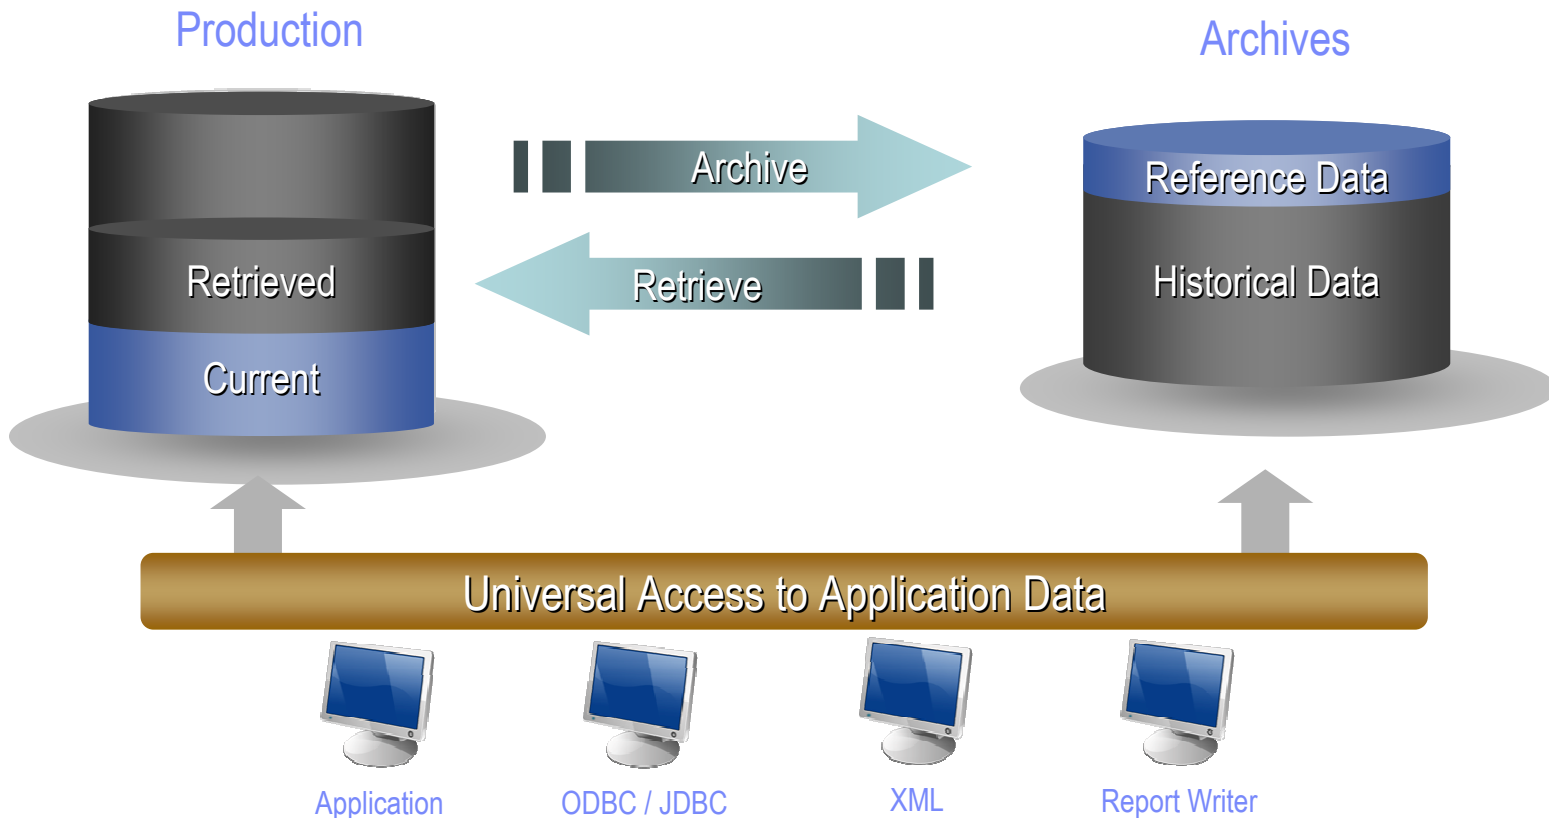 Production
Archives
Archive
Reference Data
Retrieved
Retrieve
Historical Data
Current
Universal Access to Application Data
Application
ODBC / JDBC
XML
Report Writer